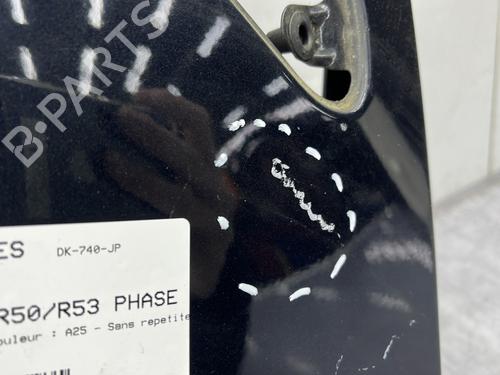 B-PARTS
ES DK-740-JP
R50/R53 PHASE
ouleur : A25 - Sans repetite